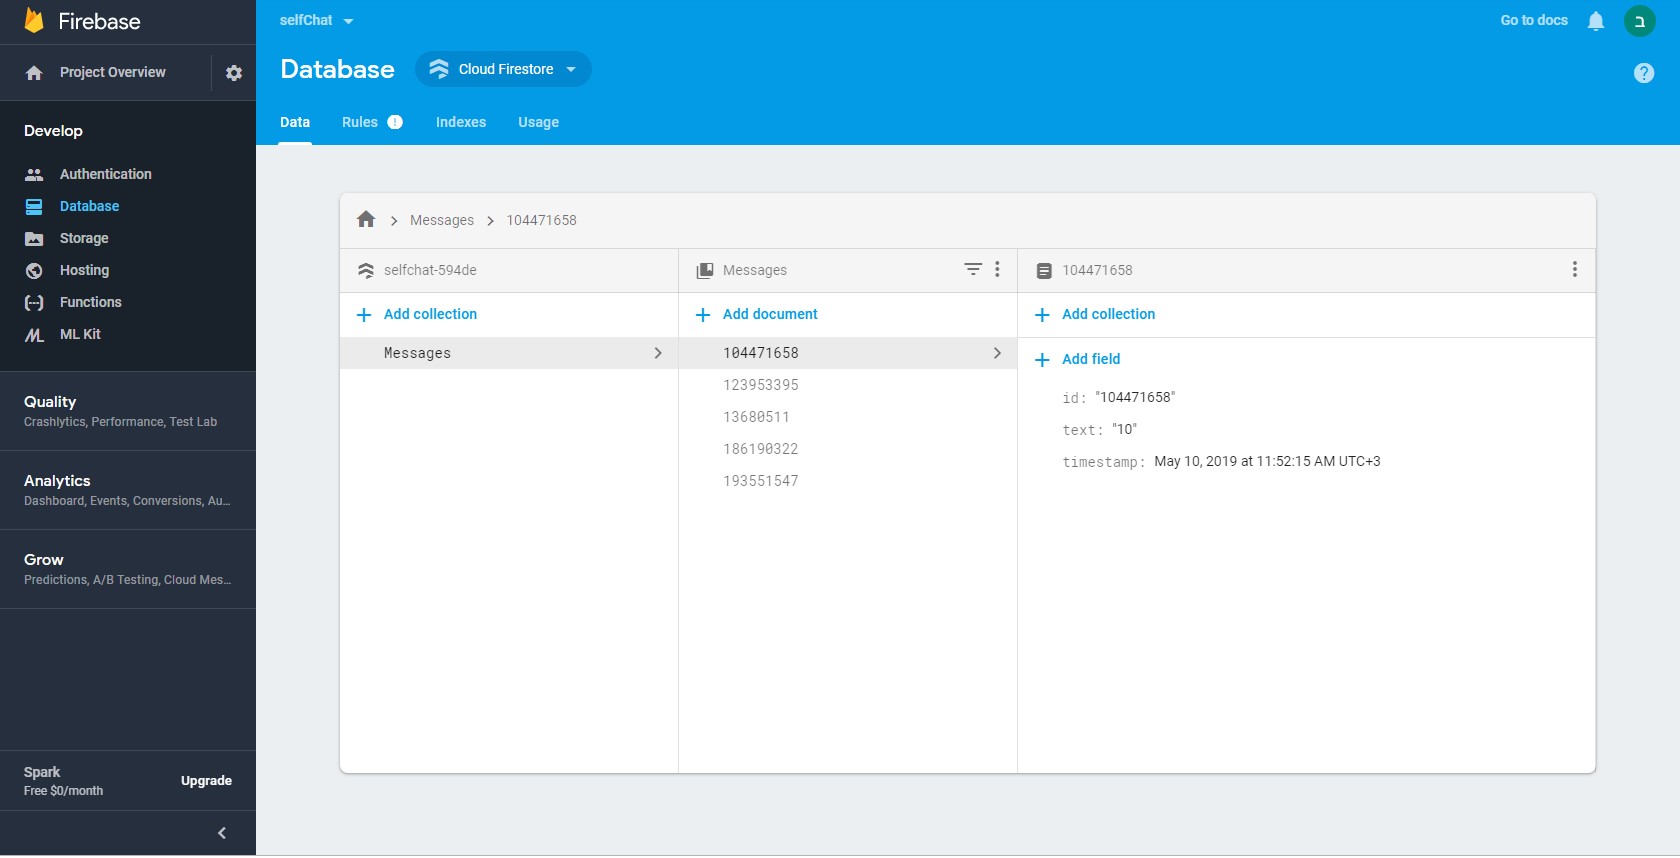 Firebase
Project Overview
Develop
Authentication
Database
Storage
Hosting
Functions
ML Kit
Quality
Crashlytics, Performance, Test Lab
Analytics
Dashboard, Events, Conversions, Au...
Grow
Predictions, A/B Testing, Cloud Mes...
Spark
Free $0/month
Upgrade
selfChat
Go to docs
ב
Database
Cloud Firestore
Data
Rules
Indexes
Usage
Messages
104471658
selfchat-594de
Add collection
Messages
Messages
Add document
104471658
123953395
13680511
186190322
193551547
104471658
Add collection
Add field
id: "104471658"
text: "10"
timestamp: May 10, 2019 at 11:52:15 AM UTC+3